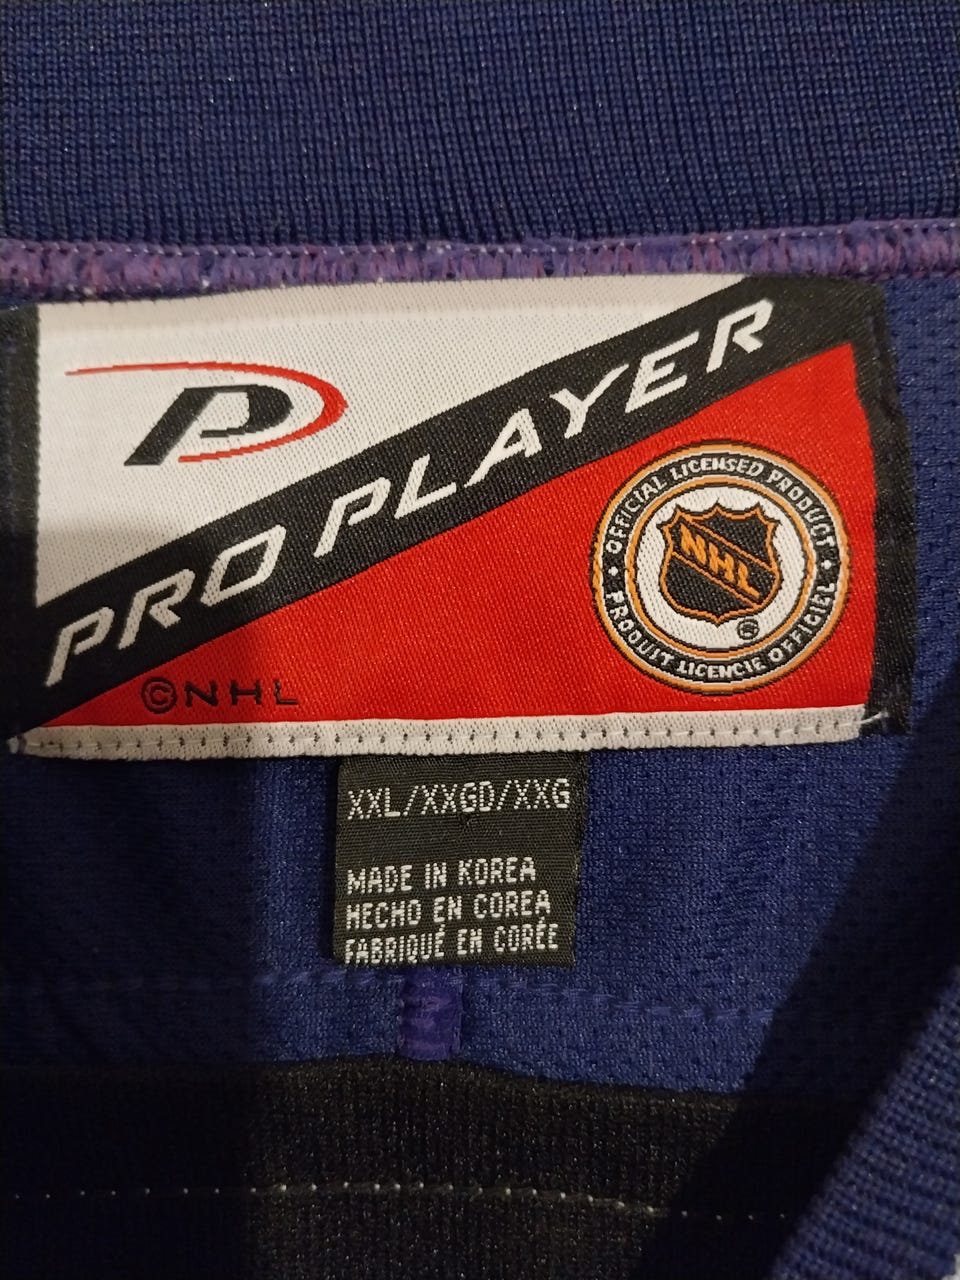 PRO PLAYER
OFFICIAL LICENSED PRODUCT
NHL
®
PRODUIT LICENCIE OFFICIEL
©NHL
XXL/XXGD/XXG
MADE IN KOREA
HECHO EN COREA
FABRIQUÉ EN CORÉE